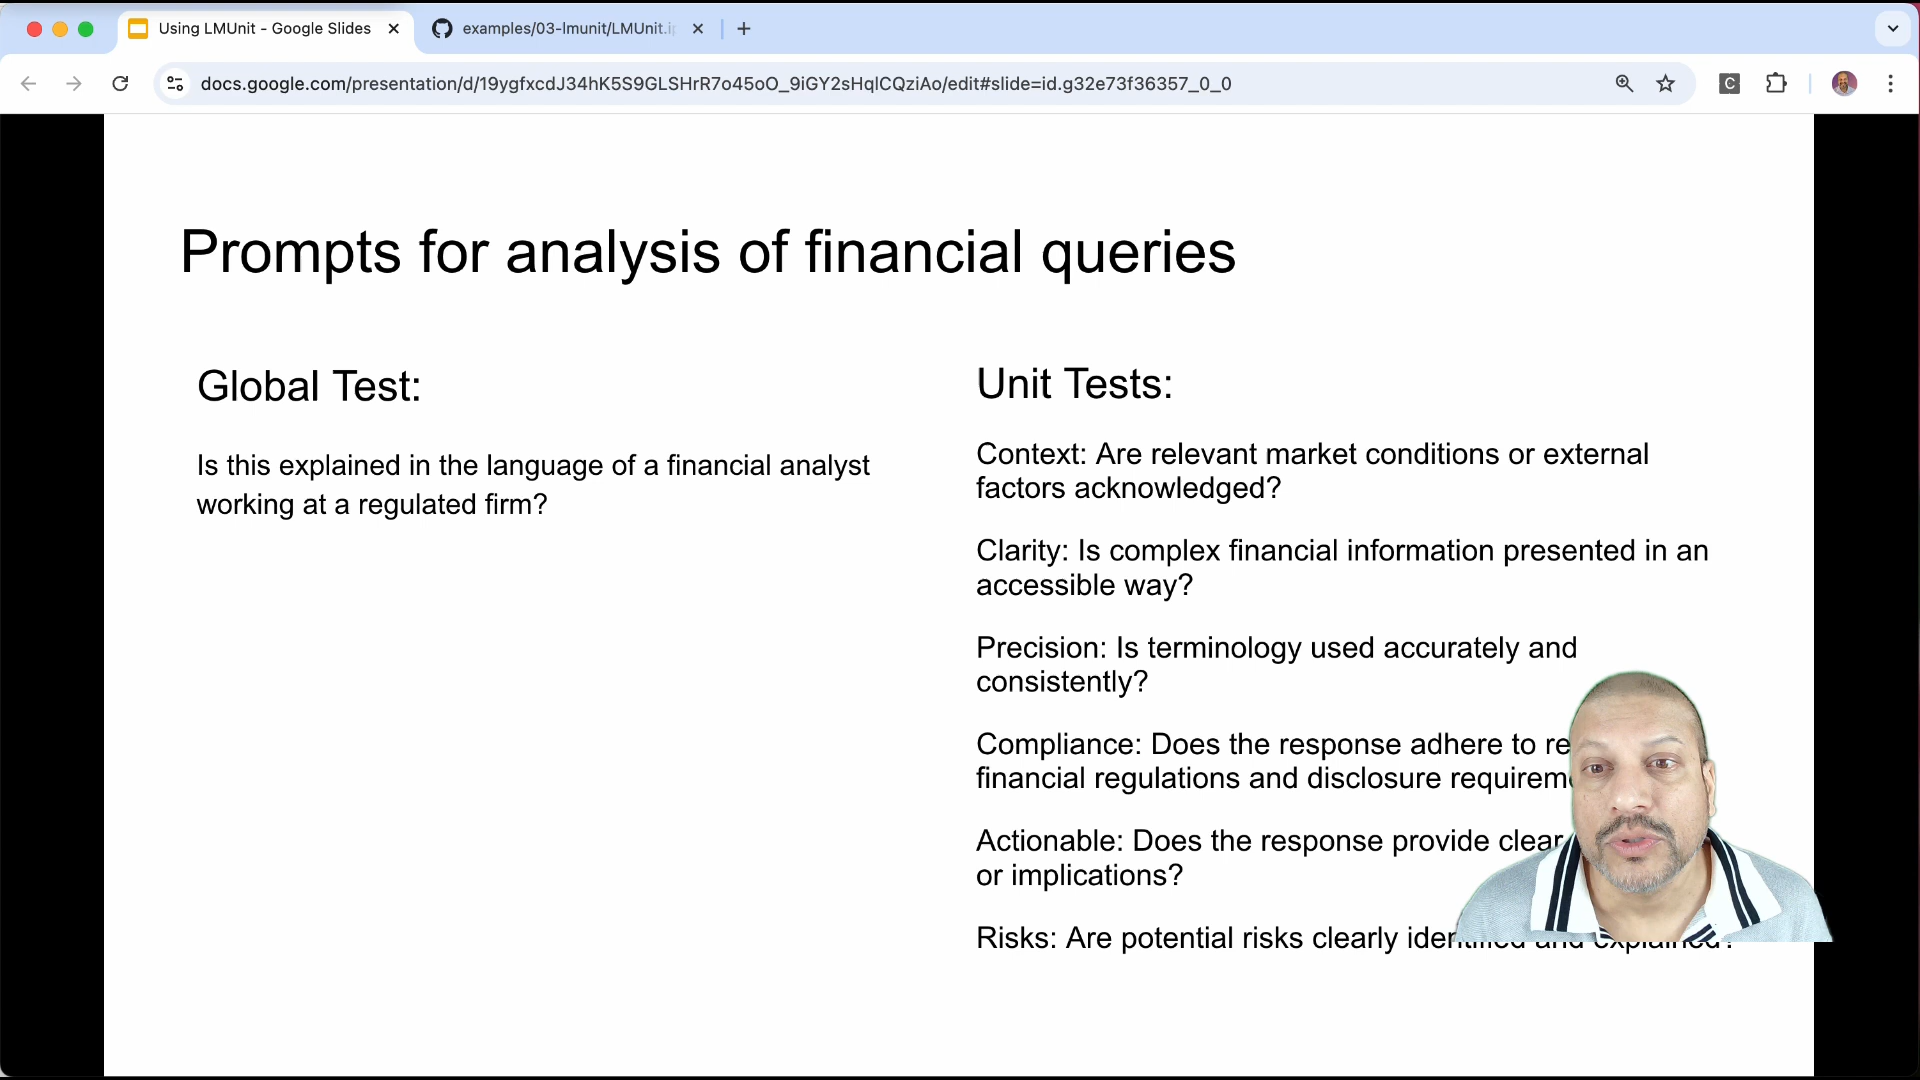 Using LMUnit - Google Slides
examples/03-lmunit/LMUnit.i
docs.google.com/presentation/d/19ygfxcdJ34hK5S9GLSHrR7o45oO_9iGY2sHqlCQziAo/edit#slide=id.g32e73f36357_0_0
C
Prompts for analysis of financial queries
Global Test:
Is this explained in the language of a financial analyst
working at a regulated firm?
Unit Tests:
Context: Are relevant market conditions or external
factors acknowledged?
Clarity: Is complex financial information presented in an
accessible way?
Precision: Is terminology used accurately and
consistently?
Compliance: Does the response adhere to re
financial regulations and disclosure requirem
Actionable: Does the response provide clear
or implications?
Risks: Are potential risks clearly identified and explained?